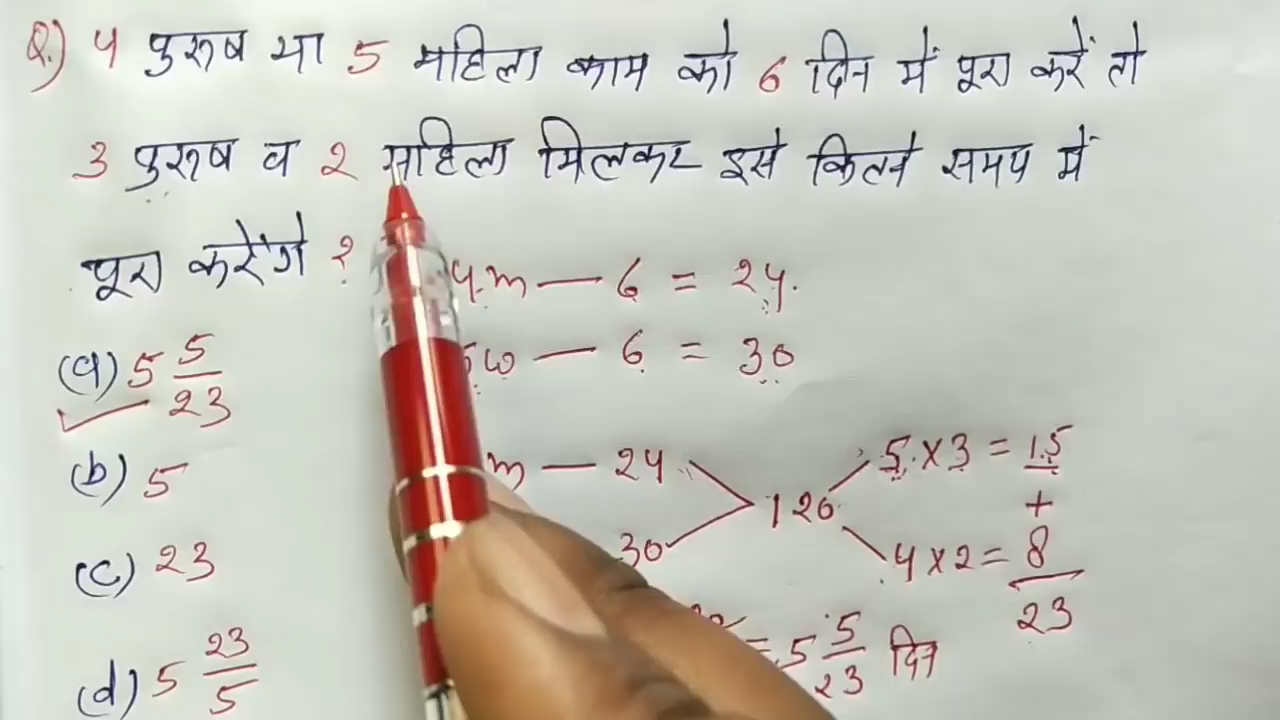 Q.) 4 पुरुष या 5 महिला काम को 6 दिन में पूरा करें तो
3 पुरुष व 2 महिला मिलकर इसे कितने समय में
पूरा करेंगे ?
4m — 6 = 24
5w — 6 = 30
(a) 5 5/23
(b) 5
(c) 23
(d) 5 23/5
m — 24
30
120
5 × 3 = 15
+
4 × 2 = 8
23
= 5 5/23 दिन